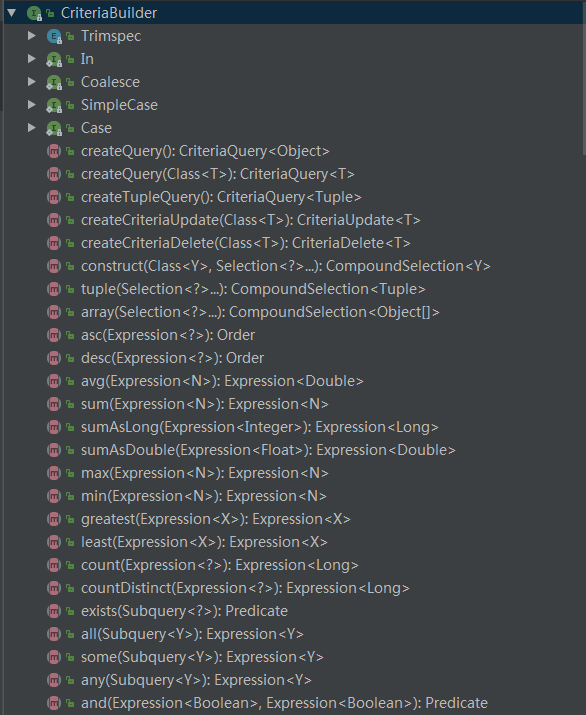 CriteriaBuilder
Trimspec
In
Coalesce
SimpleCase
Case
createQuery(): CriteriaQuery<Object>
createQuery(Class<T>): CriteriaQuery<T>
createTupleQuery(): CriteriaQuery<Tuple>
createCriteriaUpdate(Class<T>): CriteriaUpdate<T>
createCriteriaDelete(Class<T>): CriteriaDelete<T>
construct(Class<Y>, Selection<?>...): CompoundSelection<Y>
tuple(Selection<?>...): CompoundSelection<Tuple>
array(Selection<?>...): CompoundSelection<Object[]>
asc(Expression<?>): Order
desc(Expression<?>): Order
avg(Expression<N>): Expression<Double>
sum(Expression<N>): Expression<N>
sumAsLong(Expression<Integer>): Expression<Long>
sumAsDouble(Expression<Float>): Expression<Double>
max(Expression<N>): Expression<N>
min(Expression<N>): Expression<N>
greatest(Expression<X>): Expression<X>
least(Expression<X>): Expression<X>
count(Expression<?>): Expression<Long>
countDistinct(Expression<?>): Expression<Long>
exists(Subquery<?>): Predicate
all(Subquery<Y>): Expression<Y>
some(Subquery<Y>): Expression<Y>
any(Subquery<Y>): Expression<Y>
and(Expression<Boolean>, Expression<Boolean>): Predicate